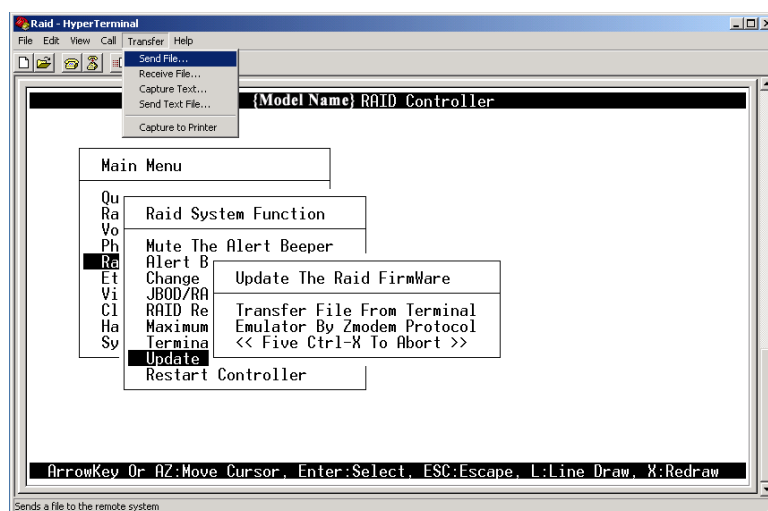 Raid - HyperTerminal
File Edit View Call Transfer Help
Send File...
Receive File...
Capture Text...
Send Text File...
Capture to Printer
{Model Name} RAID Controller
Main Menu
Qu
Ra
Vo
Ph
Ra
Et
Vi
Cl
Ha
Sy
Raid System Function
Mute The Alert Beeper
Alert B
Change
JBOD/RA
RAID Re
Maximum
Termina
Update
Restart Controller
Update The Raid FirmWare
Transfer File From Terminal
Emulator By Zmodem Protocol
<< Five Ctrl-X To Abort >>
ArrowKey Or AZ:Move Cursor, Enter:Select, ESC:Escape, L:Line Draw, X:Redraw
Sends a file to the remote system